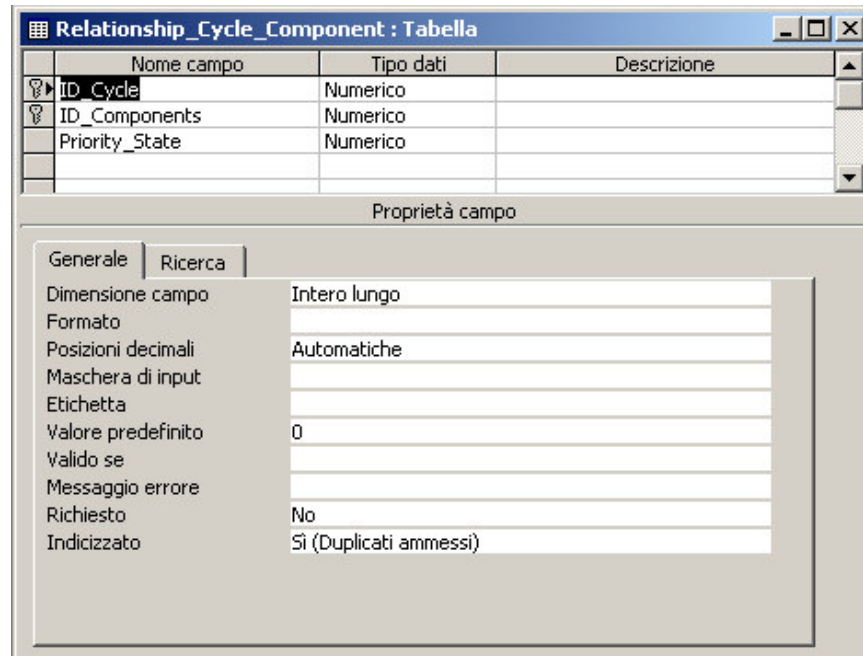 Relationship_Cycle_Component : Tabella
Nome campo Tipo dati Descrizione
ID_Cycle Numerico
ID_Components Numerico
Priority_State Numerico
Proprietà campo
Generale Ricerca
Dimensione campo Intero lungo
Formato
Posizioni decimali Automatiche
Maschera di input
Etichetta
Valore predefinito 0
Valido se
Messaggio errore
Richiesto No
Indicizzato Sì (Duplicati ammessi)